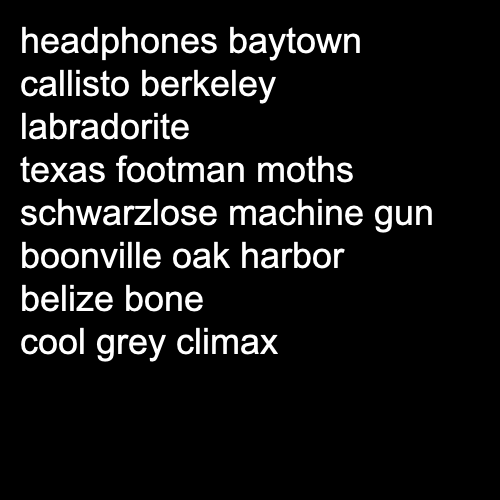 headphones baytown
callisto berkeley
labradorite
texas footman moths
schwarzlose machine gun
boonville oak harbor
belize bone
cool grey climax